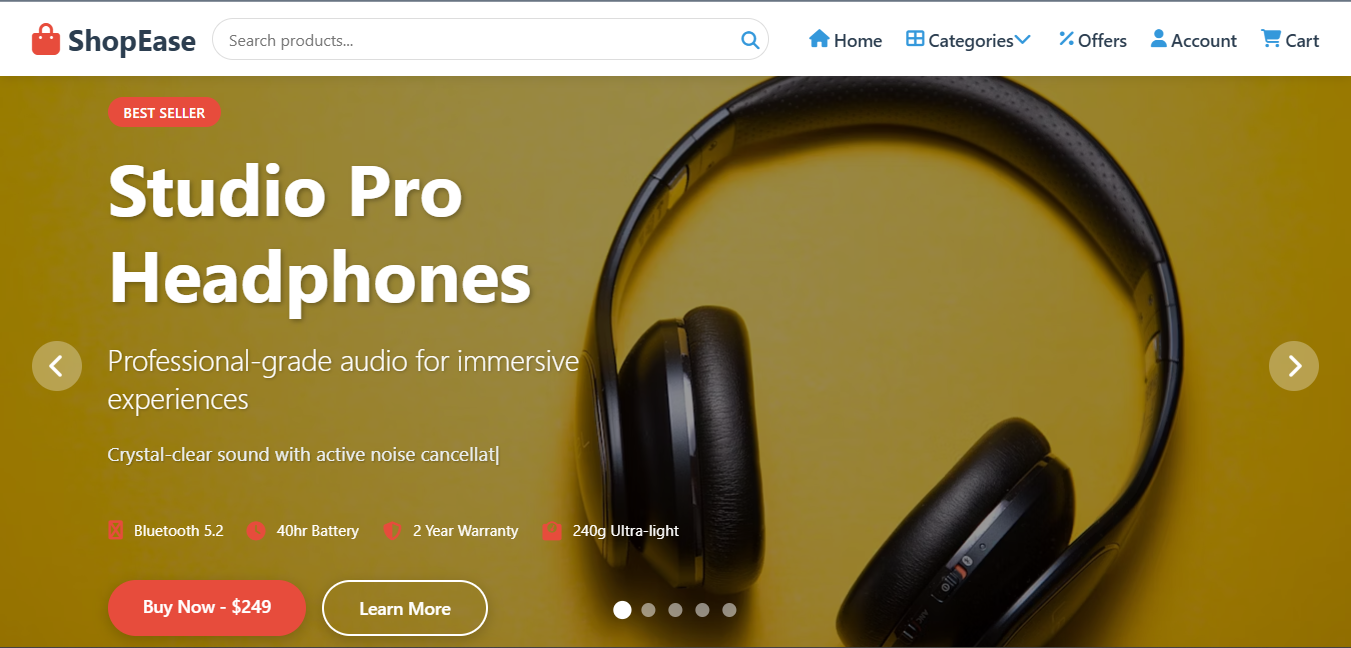 ShopEase
Search products...
Home
Categories
Offers
Account
Cart
BEST SELLER
Studio Pro
Headphones
Professional-grade audio for immersive
experiences
Crystal-clear sound with active noise cancellat|
Bluetooth 5.2
40hr Battery
2 Year Warranty
240g Ultra-light
Buy Now - $249
Learn More